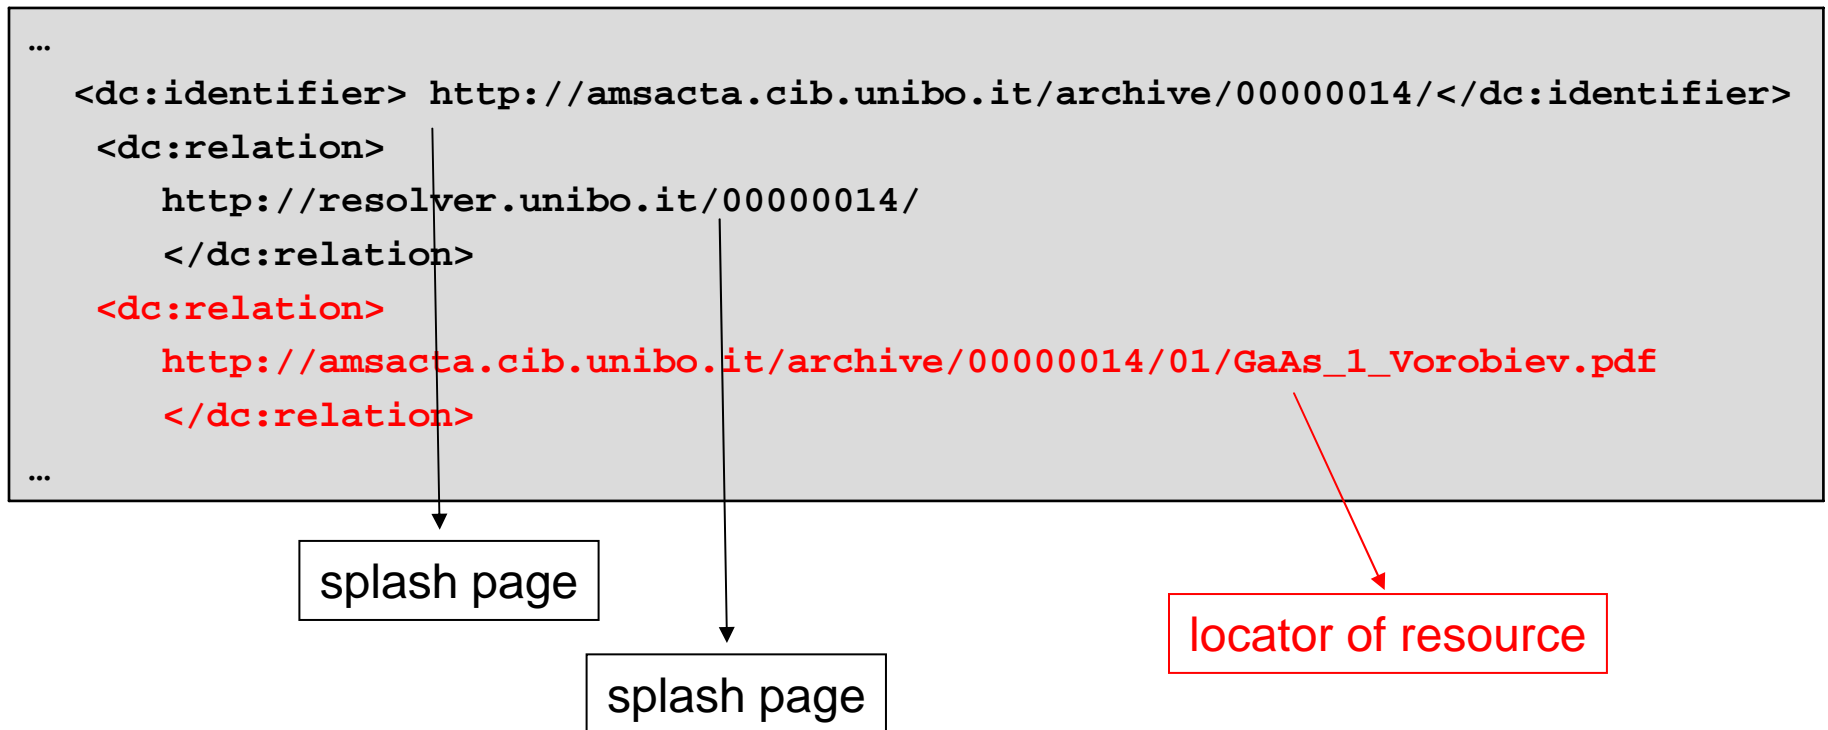 …
<dc:identifier> http://amsacta.cib.unibo.it/archive/00000014/</dc:identifier>
<dc:relation>
http://resolver.unibo.it/00000014/
</dc:relation>
<dc:relation>
http://amsacta.cib.unibo.it/archive/00000014/01/GaAs_1_Vorobiev.pdf
</dc:relation>
…
splash page
locator of resource
splash page